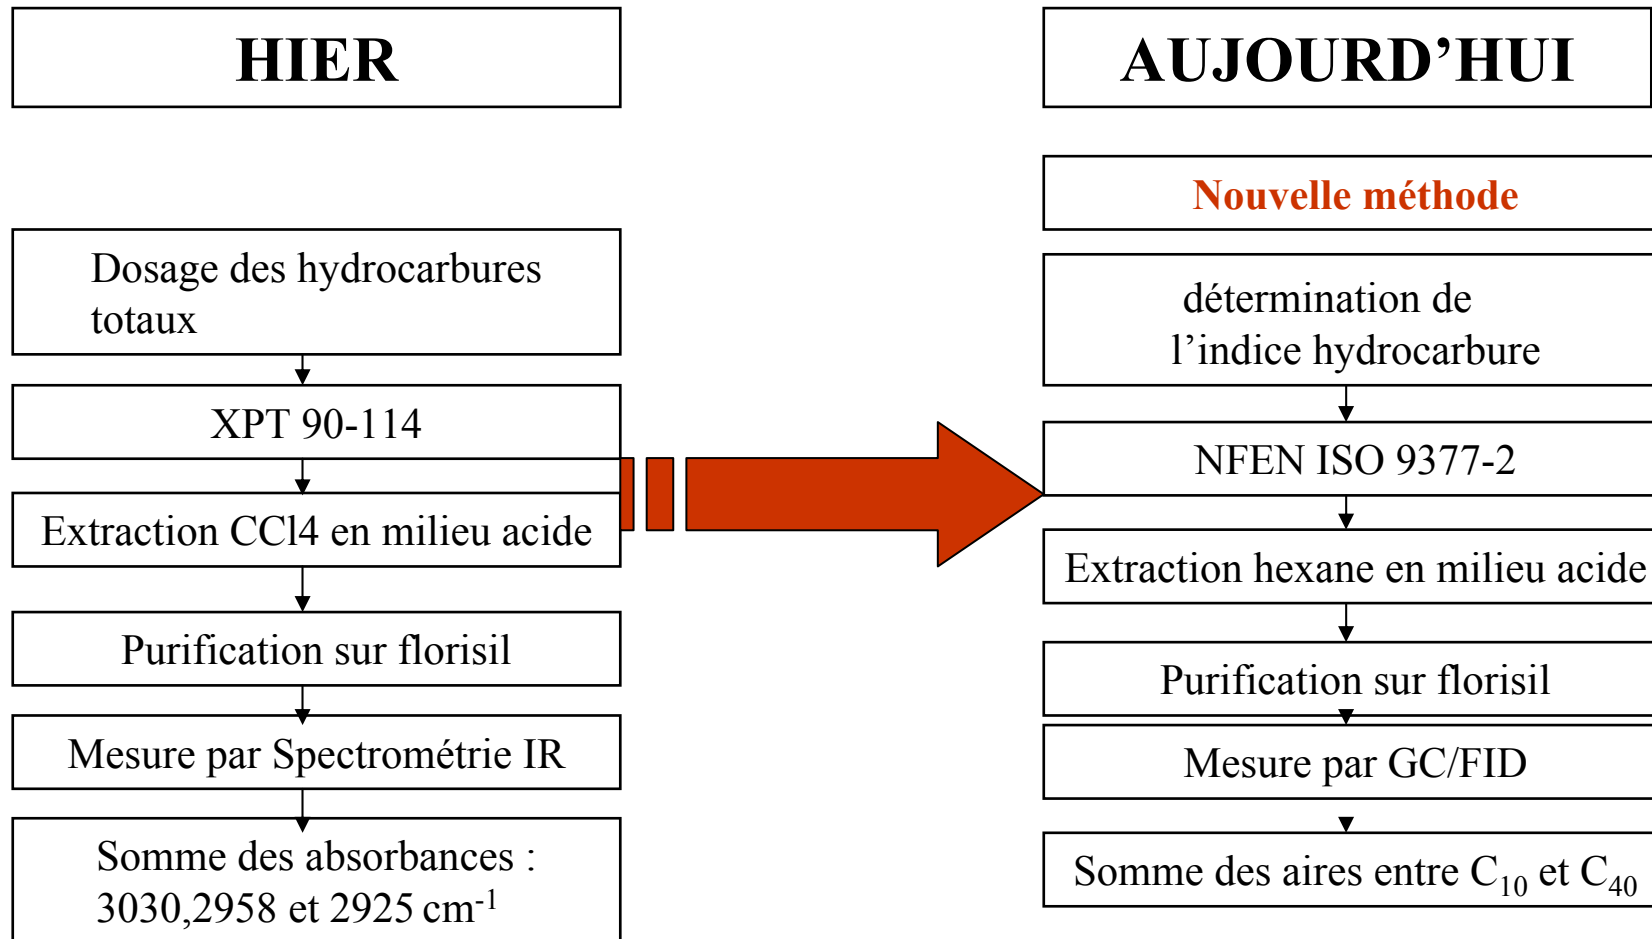 HIER
Dosage des hydrocarbures
totaux
XPT 90-114
Extraction CCl4 en milieu acide
Purification sur florisil
Mesure par Spectrométrie IR
Somme des absorbances :
3030,2958 et 2925 cm⁻¹
AUJOURD’HUI
Nouvelle méthode
détermination de
l’indice hydrocarbure
NFEN ISO 9377-2
Extraction hexane en milieu acide
Purification sur florisil
Mesure par GC/FID
Somme des aires entre C₁₀ et C₄₀